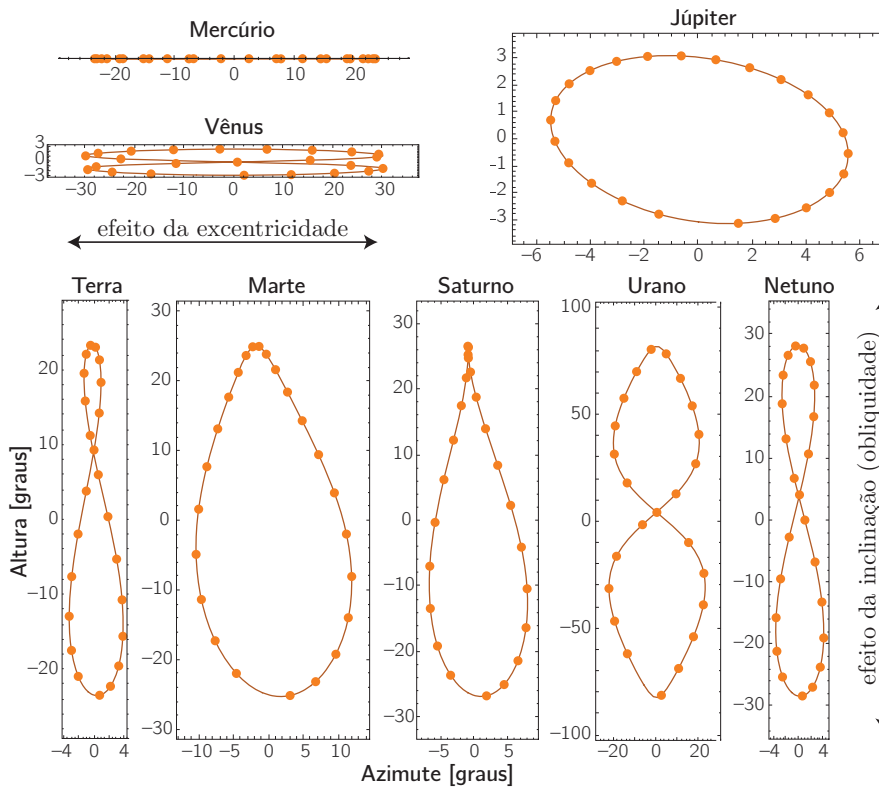 Mercúrio
−20 −10 0 10 20
Júpiter
3
2
1
0
−1
−2
−3
−6 −4 −2 0 2 4 6
Vênus
3
0
−3
−30 −20 −10 0 10 20 30
efeito da excentricidade
Terra
20
10
0
−10
−20
−4 0 4
Marte
30
20
10
0
−10
−20
−30
−10 −5 0 5 10
Saturno
30
20
10
0
−10
−20
−30
−5 0 5
Urano
100
50
0
−50
−100
−20 0 20
Netuno
30
20
10
0
−10
−20
−30
−4 0 4
Altura [graus]
Azimute [graus]
efeito da inclinação (obliquidade)